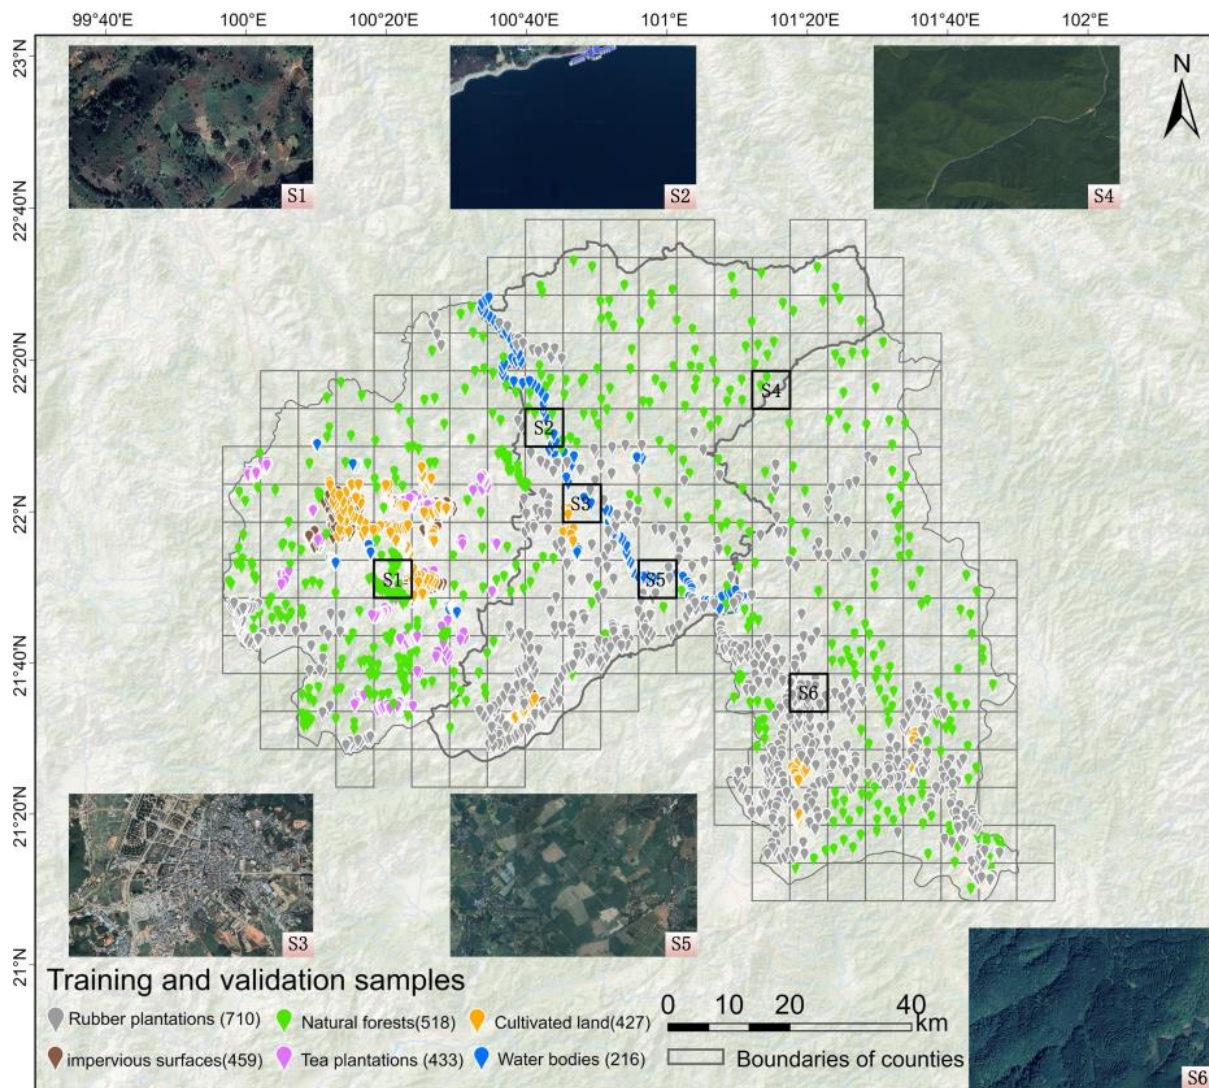 99°40'E 100°E 100°20'E 100°40'E 101°E 101°20'E 101°40'E 102°E
23°N
N
S1 S2 S4
22°40'N
22°20'N
S4
S2
22°N
S3
S1
S5
21°40'N
S6
21°20'N
S3 S5
21°N
Training and validation samples
Rubber plantations (710) Natural forests(518) Cultivated land(427)
impervious surfaces(459) Tea plantations (433) Water bodies (216)
0 10 20 40
km
Boundaries of counties
S6